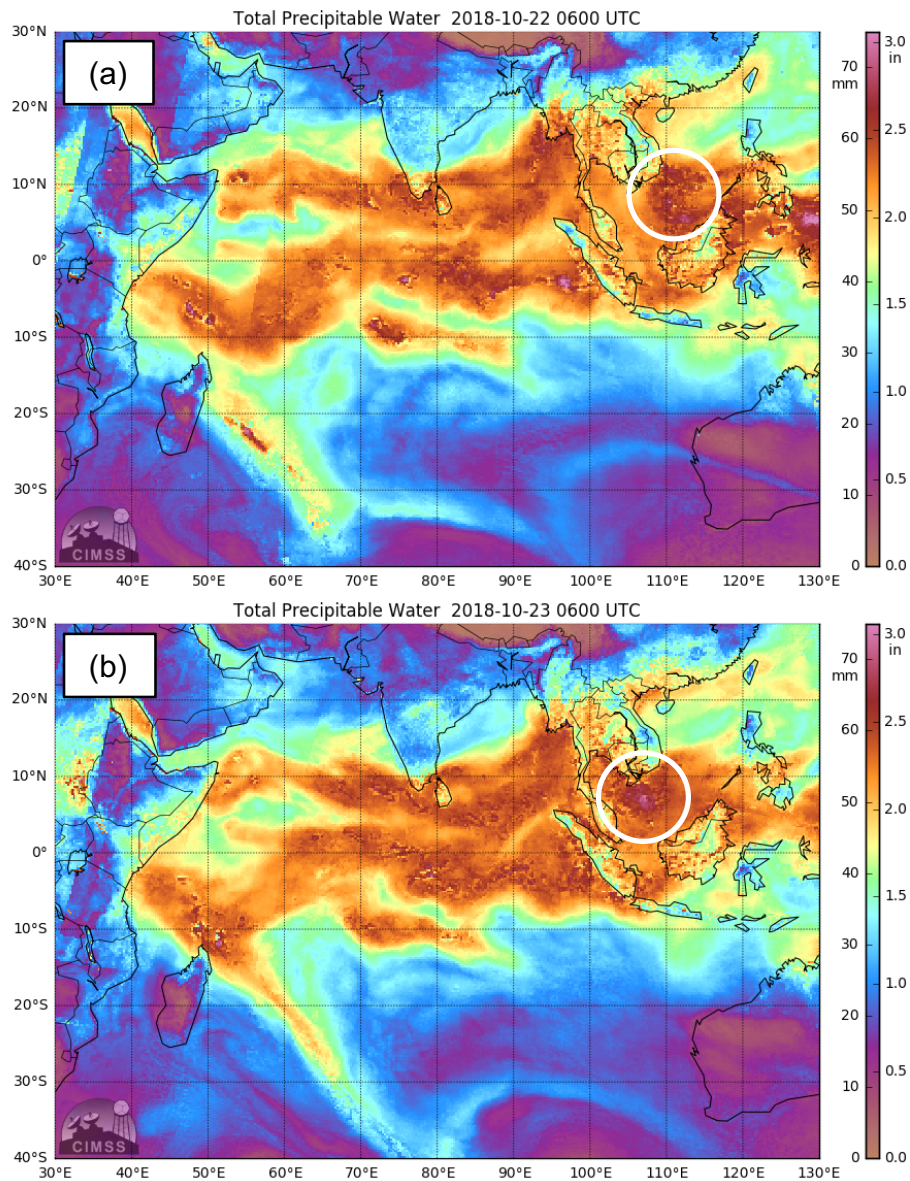 Total Precipitable Water  2018-10-22 0600 UTC
(a)
30°N
20°N
10°N
0°
10°S
20°S
30°S
40°S
30°E 40°E 50°E 60°E 70°E 80°E 90°E 100°E 110°E 120°E 130°E
CIMSS
70
mm
60
50
40
30
20
10
0
3.0
in
2.5
2.0
1.5
1.0
0.5
0.0
Total Precipitable Water  2018-10-23 0600 UTC
(b)
30°N
20°N
10°N
0°
10°S
20°S
30°S
40°S
30°E 40°E 50°E 60°E 70°E 80°E 90°E 100°E 110°E 120°E 130°E
CIMSS
70
mm
60
50
40
30
20
10
0
3.0
in
2.5
2.0
1.5
1.0
0.5
0.0